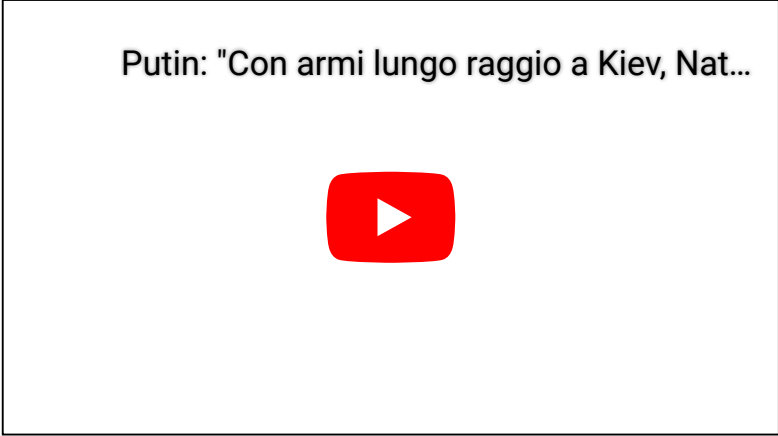 Putin: "Con armi lungo raggio a Kiev, Nat…